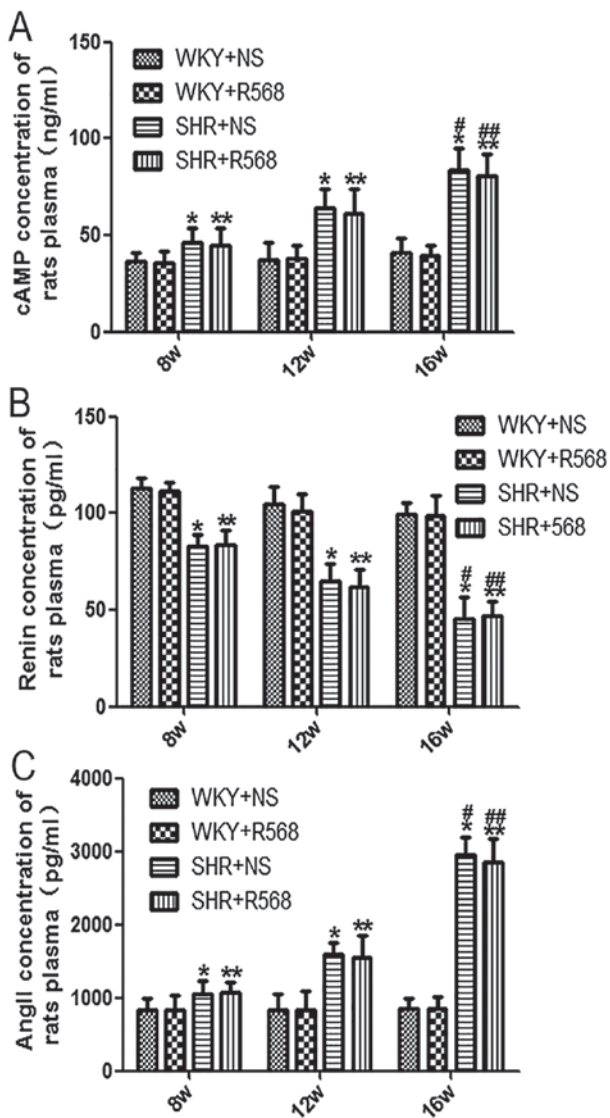 A
cAMP concentration of
rats plasma (ng/ml)
150
100
50
0
WKY+NS
WKY+R568
SHR+NS
SHR+R568
* **
* **
# ##
* **
8w 12w 16w
B
Renin concentration of
rats plasma (pg/ml)
150
100
50
0
WKY+NS
WKY+R568
SHR+NS
SHR+568
* **
* **
# ##
* **
8w 12w 16w
C
AngII concentration of
rats plasma (pg/ml)
4000
3000
2000
1000
0
WKY+NS
WKY+R568
SHR+NS
SHR+R568
* **
* **
# ##
* **
8w 12w 16w